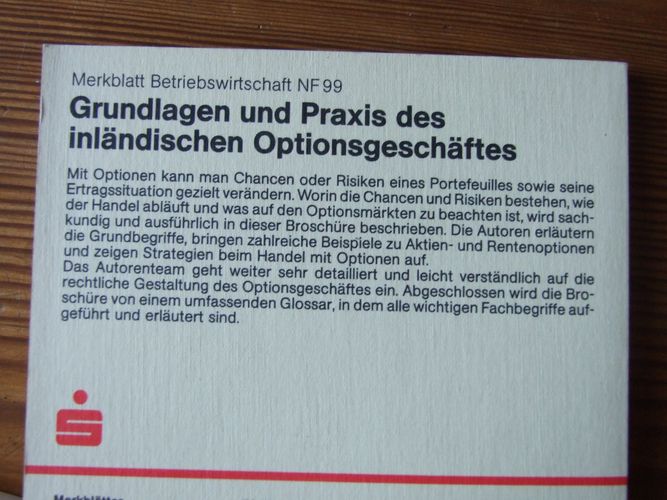 Merkblatt Betriebswirtschaft NF 99
Grundlagen und Praxis des
inländischen Optionsgeschäftes
Mit Optionen kann man Chancen oder Risiken eines Portefeuilles sowie seine
Ertragssituation gezielt verändern. Worin die Chancen und Risiken bestehen, wie
der Handel abläuft und was auf den Optionsmärkten zu beachten ist, wird sach-
kundig und ausführlich in dieser Broschüre beschrieben. Die Autoren erläutern
die Grundbegriffe, bringen zahlreiche Beispiele zu Aktien- und Rentenoptionen
und zeigen Strategien beim Handel mit Optionen auf.
Das Autorenteam geht weiter sehr detailliert und leicht verständlich auf die
rechtliche Gestaltung des Optionsgeschäftes ein. Abgeschlossen wird die Bro-
schüre von einem umfassenden Glossar, in dem alle wichtigen Fachbegriffe auf-
geführt und erläutert sind.
Merkblätter